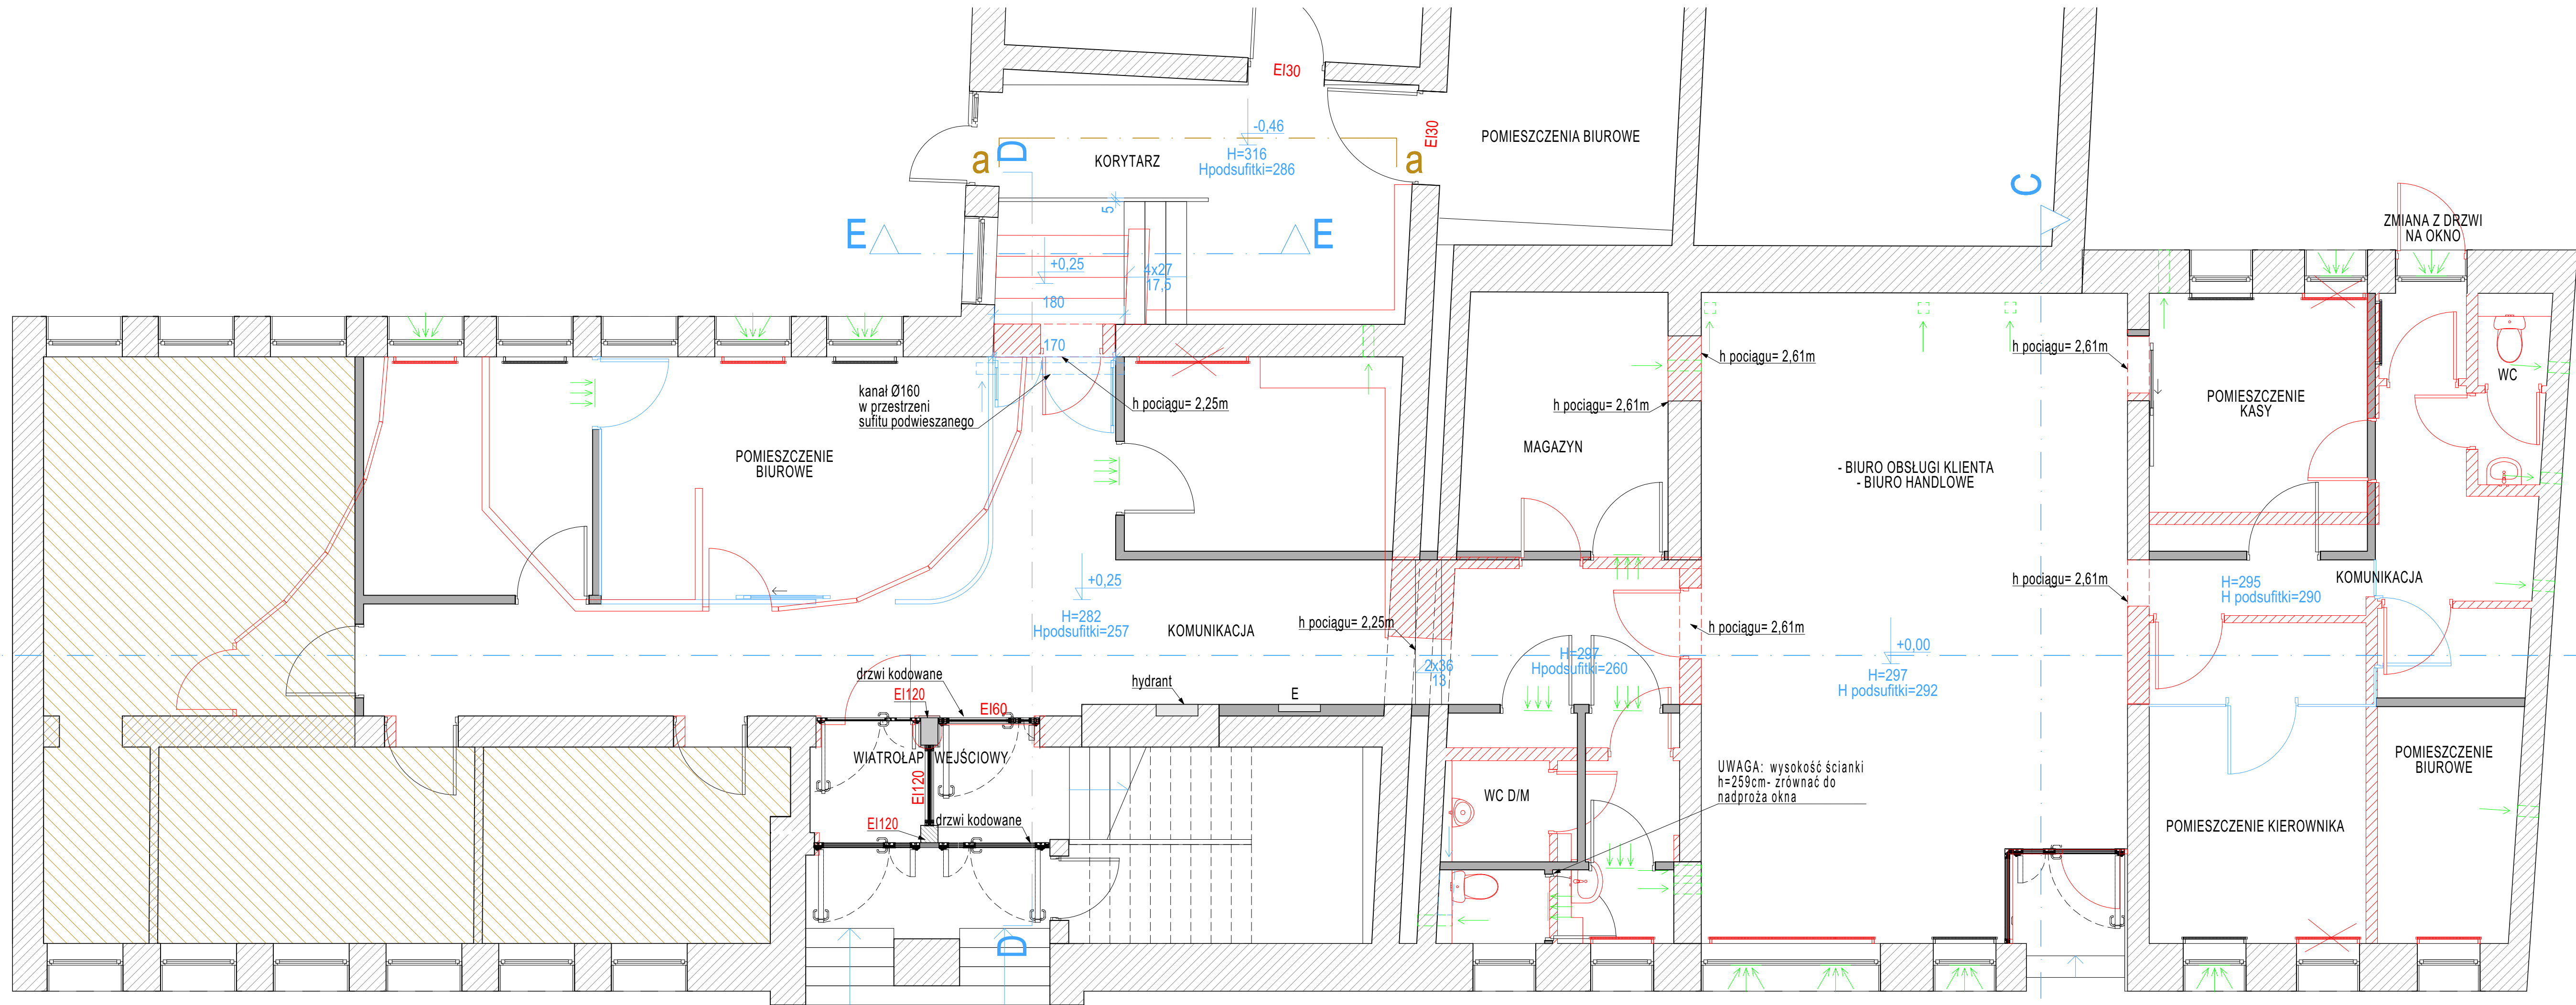 EI30
-0,46
H=316
Hpodsufitki=286
EI30
a
D
a
KORYTARZ
POMIESZCZENIA BIUROWE
C
ZMIANA Z DRZWI
NA OKNO
5
E
E
+0,25
4x27
17,5
180
170
kanał Ø160
w przestrzeni
sufitu podwieszanego
h pociągu= 2,25m
h pociągu= 2,61m
h pociągu= 2,61m
h pociągu= 2,61m
WC
POMIESZCZENIE
KASY
POMIESZCZENIE
BIUROWE
MAGAZYN
- BIURO OBSŁUGI KLIENTA
- BIURO HANDLOWE
+0,25
H=282
Hpodsufitki=257
KOMUNIKACJA
h pociągu= 2,25m
h pociągu= 2,61m
h pociągu= 2,61m
H=295
H podsufitki=290
KOMUNIKACJA
2x36
13
H=297
Hpodsufitki=260
+0,00
H=297
H podsufitki=292
drzwi kodowane
EI120
EI60
hydrant
E
WIATROŁAP WEJŚCIOWY
EI120
EI120
drzwi kodowane
WC D/M
UWAGA: wysokość ścianki
h=259cm- zrównać do
nadproża okna
POMIESZCZENIE
BIUROWE
POMIESZCZENIE KIEROWNIKA
D